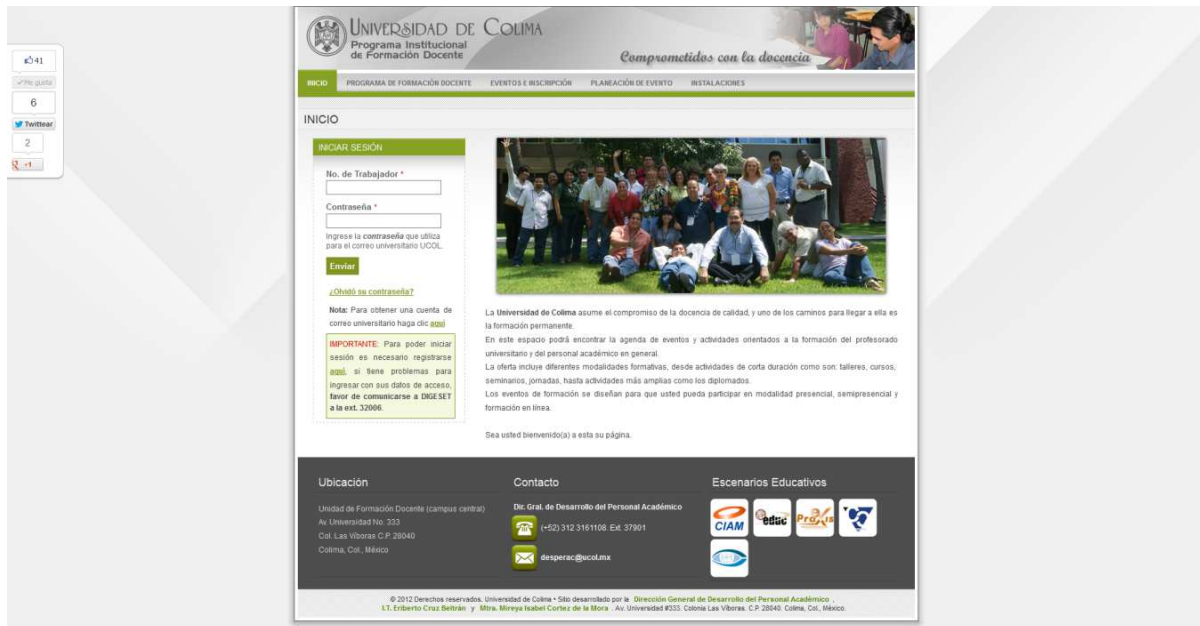 41
Me gusta
6
Twittear
2
+1
UNIVERSIDAD DE COLIMA
Programa Institucional
de Formación Docente
Comprometidos con la docencia
INICIO PROGRAMA DE FORMACIÓN DOCENTE EVENTOS E INSCRIPCIÓN PLANEACIÓN DE EVENTO INSTALACIONES
INICIO
INICIAR SESIÓN
No. de Trabajador *
Contraseña *
Ingrese la contraseña que utiliza
para el correo universitario UCOL.
Enviar
¿Olvidó su contraseña?
Nota: Para obtener una cuenta de
correo universitario haga clic aquí
IMPORTANTE: Para poder iniciar
sesión es necesario registrarse
aquí, si tiene problemas para
ingresar con sus datos de acceso,
favor de comunicarse a DIGESET
a la ext. 32006.
La Universidad de Colima asume el compromiso de la docencia de calidad, y uno de los caminos para llegar a ella es
la formación permanente.
En este espacio podrá encontrar la agenda de eventos y actividades orientados a la formación del profesorado
universitario y del personal académico en general.
La oferta incluye diferentes modalidades formativas, desde actividades de corta duración como son: talleres, cursos,
seminarios, jornadas, hasta actividades más amplias como los diplomados.
Los eventos de formación se diseñan para que usted pueda participar en modalidad presencial, semipresencial y
formación en línea.
Sea usted bienvenido(a) a esta su página.
Ubicación
Unidad de Formación Docente (campus central)
Av. Universidad No. 333
Col. Las Víboras C.P. 28040
Colima, Col., México
Contacto
Dir. Gral. de Desarrollo del Personal Académico
(+52) 312 3161108. Ext. 37901
desperac@ucol.mx
Escenarios Educativos
CIAM
educ
Praxis
© 2012 Derechos reservados. Universidad de Colima • Sitio desarrollado por la Dirección General de Desarrollo del Personal Académico ,
I.T. Eriberto Cruz Beltrán y Mtra. Mireya Isabel Cortez de la Mora . Av. Universidad #333. Colonia Las Víboras. C.P. 28040. Colima, Col., México.